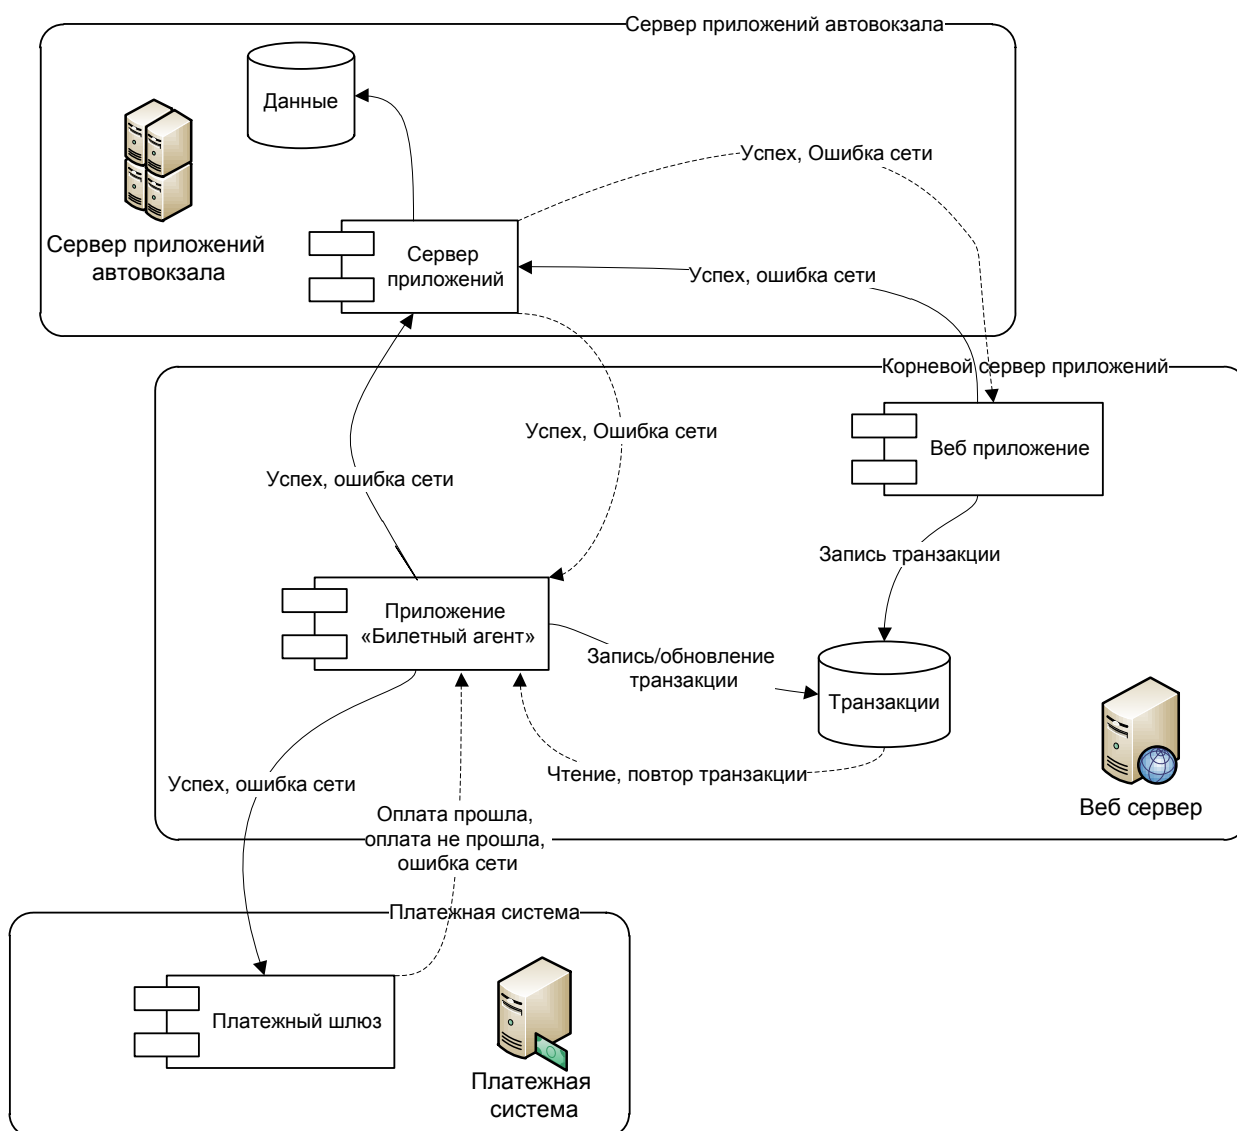 Сервер приложений автовокзала
Данные
Успех, Ошибка сети
Сервер приложений
автовокзала
Сервер
приложений
Успех, ошибка сети
Корневой сервер приложений
Успех, Ошибка сети
Веб приложение
Успех, ошибка сети
Запись транзакции
Приложение
«Билетный агент»
Запись/обновление
транзакции
Транзакции
Чтение, повтор транзакции
Успех, ошибка сети
Веб сервер
Оплата прошла,
оплата не прошла,
ошибка сети
Платежная система
Платежный шлюз
Платежная
система